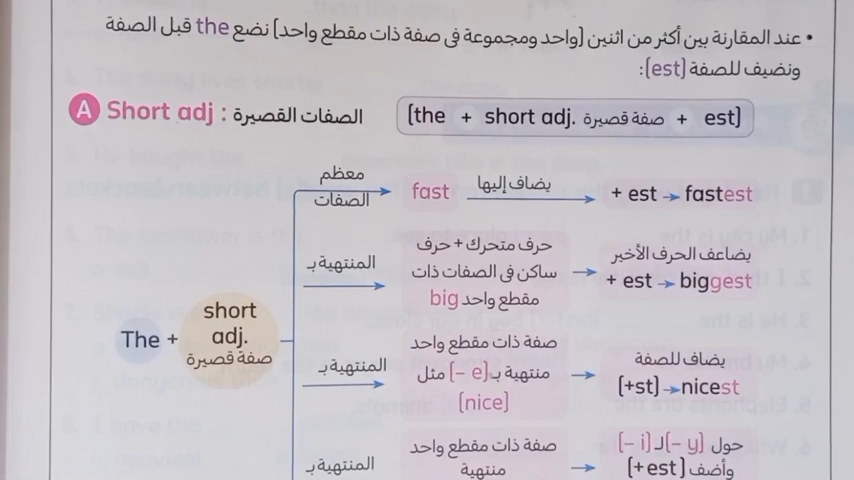 • عند المقارنة بين أكثر من اثنين (واحد ومجموعة فى صفة ذات مقطع واحد) نضع the قبل الصفة
ونضيف للصفة (est):
A Short adj : الصفات القصيرة
(the + short adj. صفة قصيرة + est)
معظم
الصفات
fast
يضاف إليها
+ est → fastest
المنتهية بـ
حرف متحرك + حرف
ساكن فى الصفات ذات
مقطع واحد big
يضاعف الحرف الأخير
+ est → biggest
The + short
adj.
صفة قصيرة
المنتهية بـ
صفة ذات مقطع واحد
منتهية بـ (– e) مثل
(nice)
يضاف للصفة
(+st) → nicest
المنتهية بـ
صفة ذات مقطع واحد
منتهية
حول (– y) لـ (– i)
وأضف (+est)